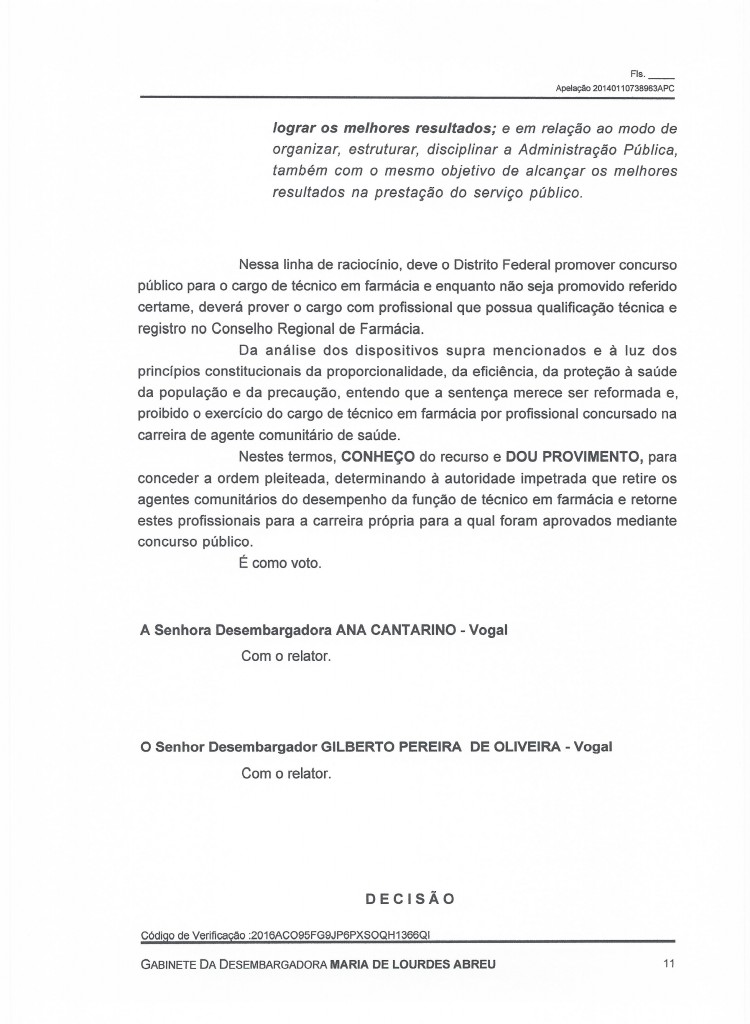 Fls. _____
Apelação 20140110738963APC
lograr os melhores resultados; e em relação ao modo de
organizar, estruturar, disciplinar a Administração Pública,
também com o mesmo objetivo de alcançar os melhores
resultados na prestação do serviço público.
Nessa linha de raciocínio, deve o Distrito Federal promover concurso
público para o cargo de técnico em farmácia e enquanto não seja promovido referido
certame, deverá prover o cargo com profissional que possua qualificação técnica e
registro no Conselho Regional de Farmácia.
Da análise dos dispositivos supra mencionados e à luz dos
princípios constitucionais da proporcionalidade, da eficiência, da proteção à saúde
da população e da precaução, entendo que a sentença merece ser reformada e,
proibido o exercício do cargo de técnico em farmácia por profissional concursado na
carreira de agente comunitário de saúde.
Nestes termos, CONHEÇO do recurso e DOU PROVIMENTO, para
conceder a ordem pleiteada, determinando à autoridade impetrada que retire os
agentes comunitários do desempenho da função de técnico em farmácia e retorne
estes profissionais para a carreira própria para a qual foram aprovados mediante
concurso público.
É como voto.
A Senhora Desembargadora ANA CANTARINO - Vogal
Com o relator.
O Senhor Desembargador GILBERTO PEREIRA DE OLIVEIRA - Vogal
Com o relator.
D E C I S Ã O
Código de Verificação :2016ACO95FG9JP6PXSOQH1366QI
GABINETE DA DESEMBARGADORA MARIA DE LOURDES ABREU 11